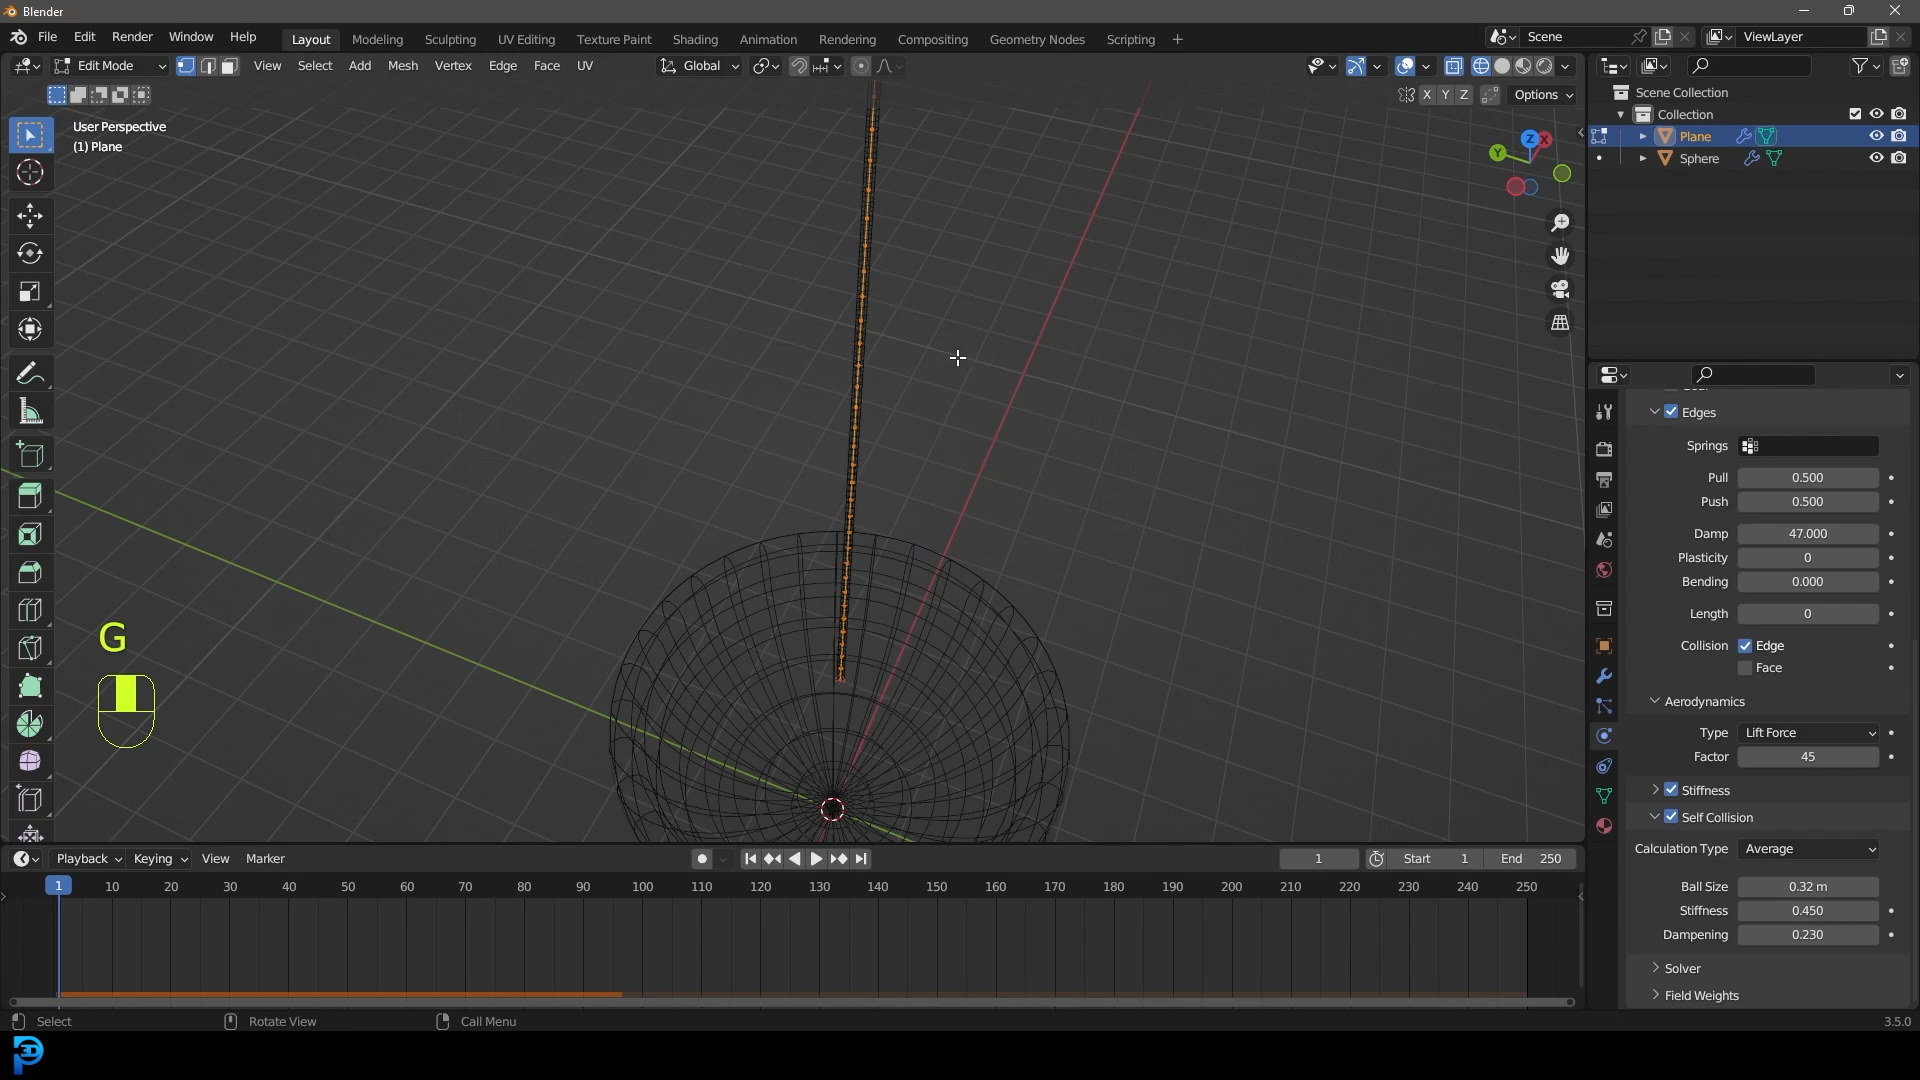 Blender
File Edit Render Window Help Layout Modeling Sculpting UV Editing Texture Paint Shading Animation Rendering Compositing Geometry Nodes Scripting + Scene ViewLayer
Edit Mode View Select Add Mesh Vertex Edge Face UV Global
X Y Z Options
User Perspective
(1) Plane
Z X
Y
G
Scene Collection
Collection
Plane
Sphere
Edges
Springs
Pull 0.500
Push 0.500
Damp 47.000
Plasticity 0
Bending 0.000
Length 0
Collision Edge
Face
Aerodynamics
Type Lift Force
Factor 45
Stiffness
Self Collision
Calculation Type Average
Ball Size 0.32 m
Stiffness 0.450
Dampening 0.230
Solver
Field Weights
Playback Keying View Marker 1 Start 1 End 250
1 10 20 30 40 50 60 70 80 90 100 110 120 130 140 150 160 170 180 190 200 210 220 230 240 250
Select Rotate View Call Menu 3.5.0
3D